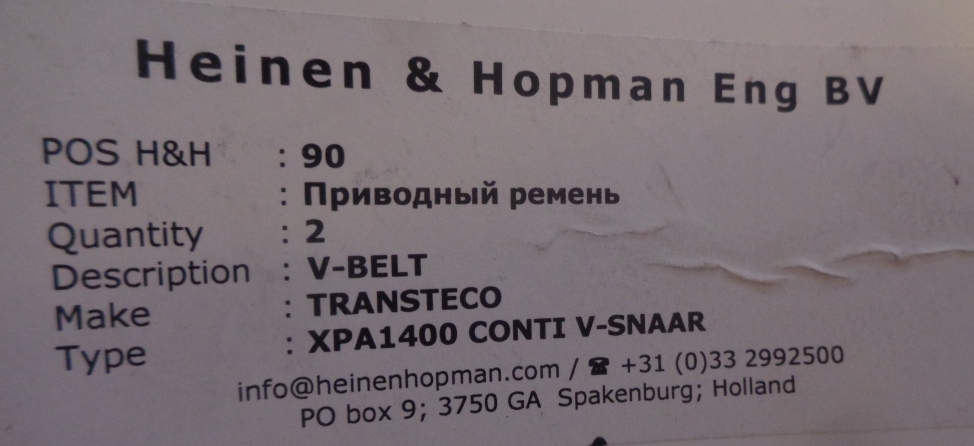 Heinen & Hopman Eng BV
POS H&H : 90
ITEM : Приводный ремень
Quantity : 2
Description : V-BELT
Make : TRANSTECO
Type : XPA1400 CONTI V-SNAAR
info@heinenhopman.com / ☎ +31 (0)33 2992500
PO box 9; 3750 GA Spakenburg; Holland